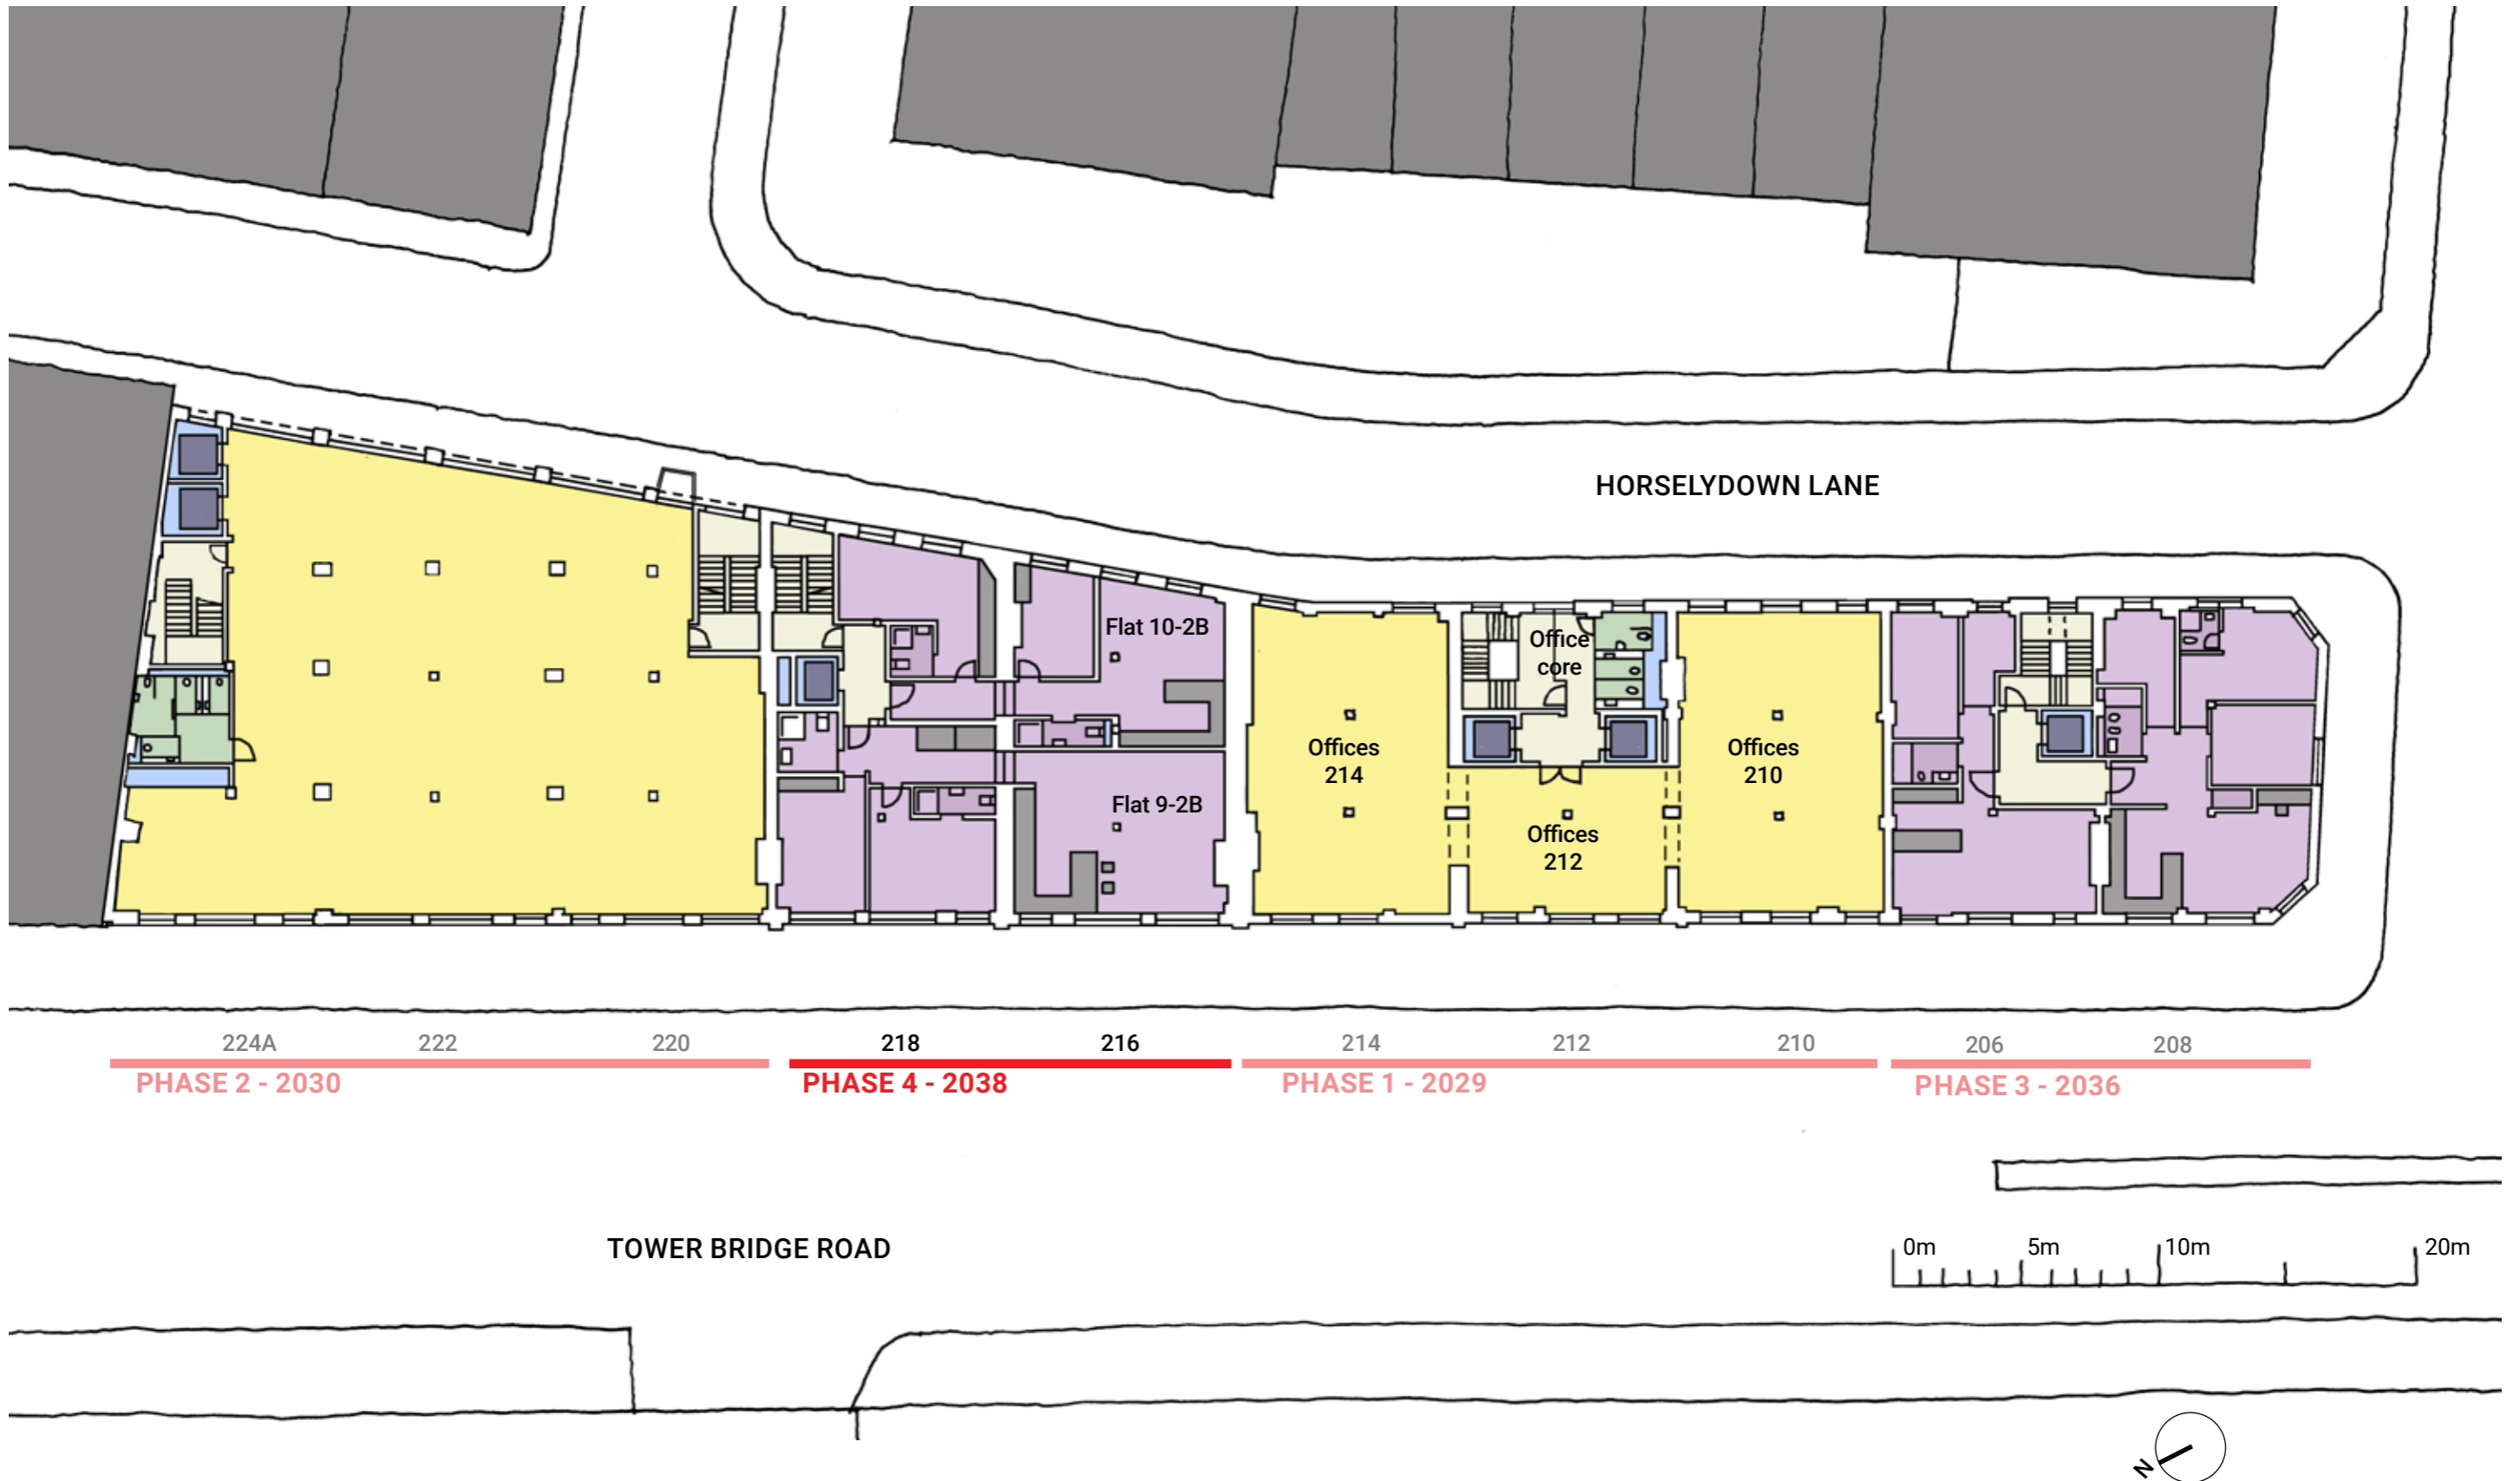 HORSELYDOWN LANE
Flat 10-2B
Office
core
Offices
214
Offices
210
Flat 9-2B
Offices
212
224A 222 220 218 216 214 212 210 206 208
PHASE 2 - 2030 PHASE 4 - 2038 PHASE 1 - 2029 PHASE 3 - 2036
TOWER BRIDGE ROAD
0m 5m 10m 20m
N